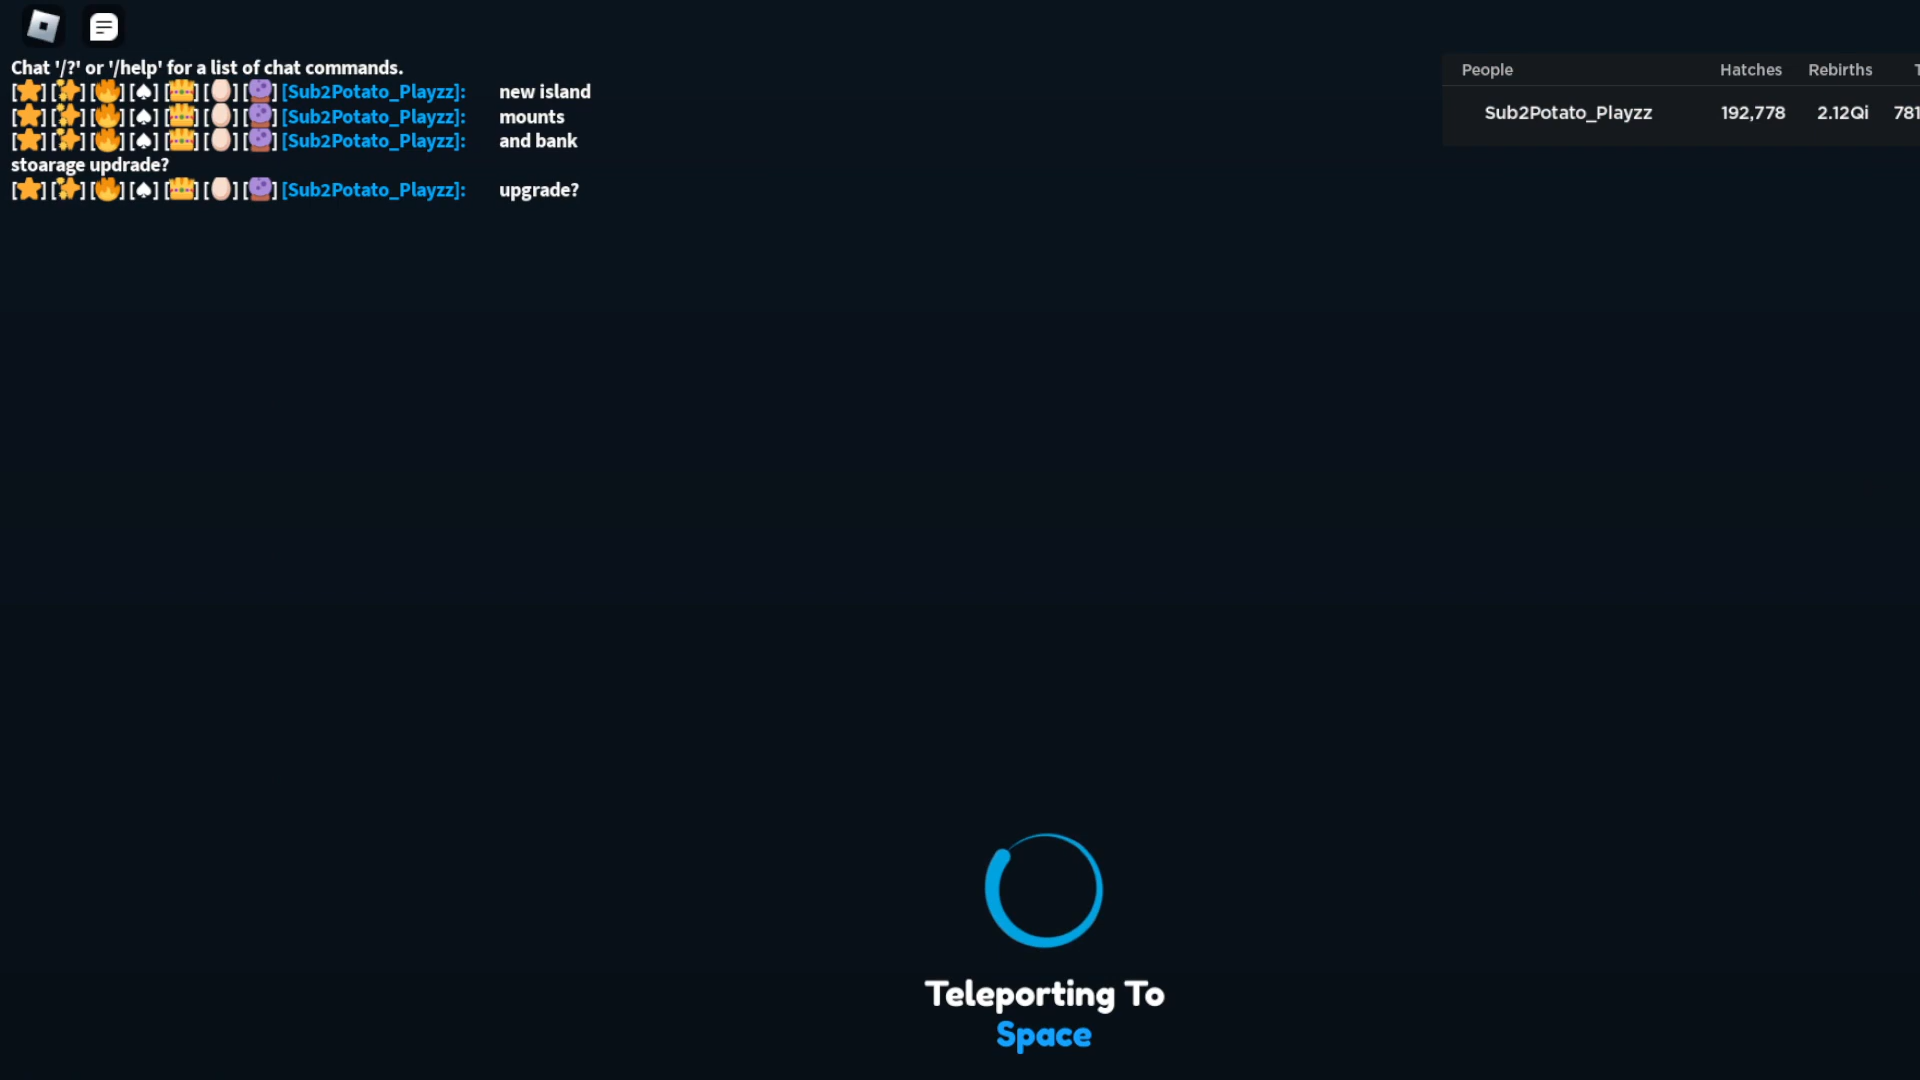 Chat '/?' or '/help' for a list of chat commands.
People Hatches Rebirths T
[⭐] [✨] [🔥] [♠] [👑] [🥚] [🔮] [Sub2Potato_Playzz]: new island
Sub2Potato_Playzz 192,778 2.12Qi 781
[⭐] [✨] [🔥] [♠] [👑] [🥚] [🔮] [Sub2Potato_Playzz]: mounts
[⭐] [✨] [🔥] [♠] [👑] [🥚] [🔮] [Sub2Potato_Playzz]: and bank
stoarage updrade?
[⭐] [✨] [🔥] [♠] [👑] [🥚] [🔮] [Sub2Potato_Playzz]: upgrade?
Teleporting To
Space